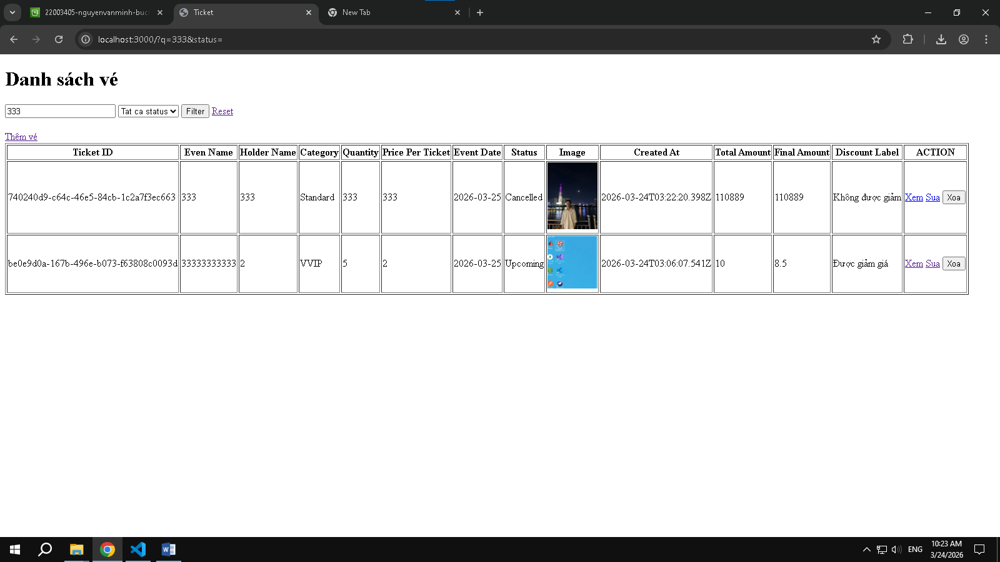 22003405-nguyenvanminh-buc
Ticket
New Tab
localhost:3000/?q=333&status=
Danh sách vé
333 Tat ca status Filter Reset
Thêm vé
Ticket ID Even Name Holder Name Category Quantity Price Per Ticket Event Date Status Image Created At Total Amount Final Amount Discount Label ACTION
740240d9-c64c-46e5-84cb-1c2a7f3ec663 333 333 Standard 333 333 2026-03-25 Cancelled 2026-03-24T03:22:20.398Z 110889 110889 Không được giảm Xem Sua Xoa
be0e9d0a-167b-496e-b073-f63808c0093d 33333333333 2 VVIP 5 2 2026-03-25 Upcoming 2026-03-24T03:06:07.541Z 10 8.5 Được giảm giá Xem Sua Xoa
ENG
10:23 AM
3/24/2026